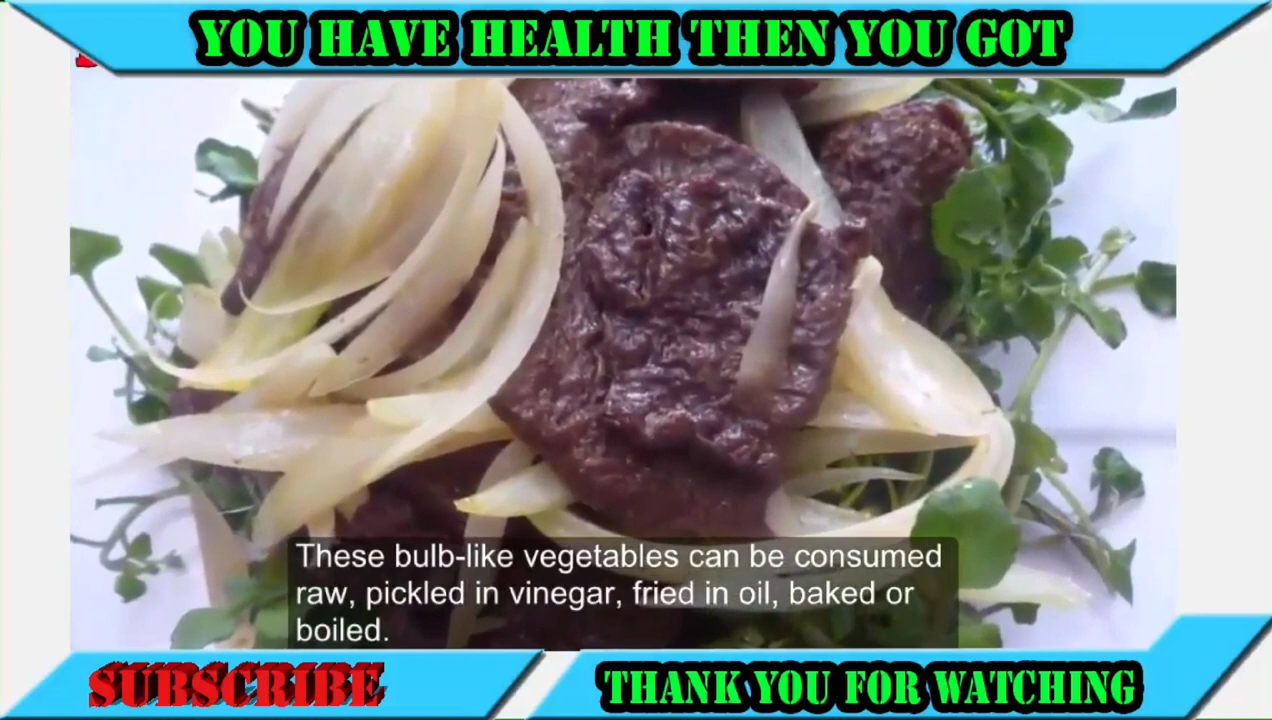 YOU HAVE HEALTH THEN YOU GOT
These bulb-like vegetables can be consumed
raw, pickled in vinegar, fried in oil, baked or
boiled.
SUBSCRIBE
THANK YOU FOR WATCHING